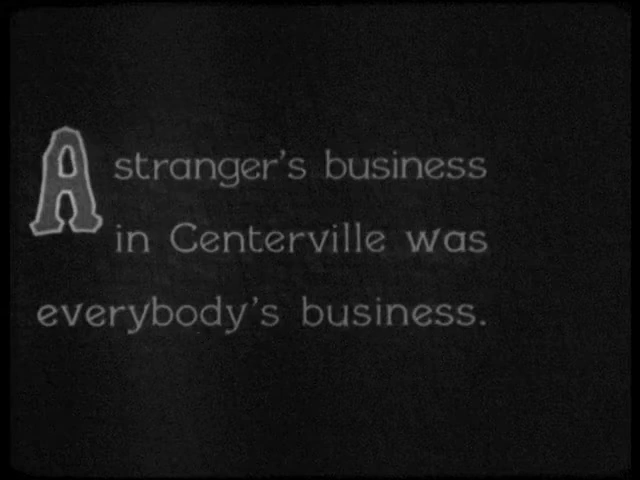 A stranger's business
in Centerville was
everybody's business.